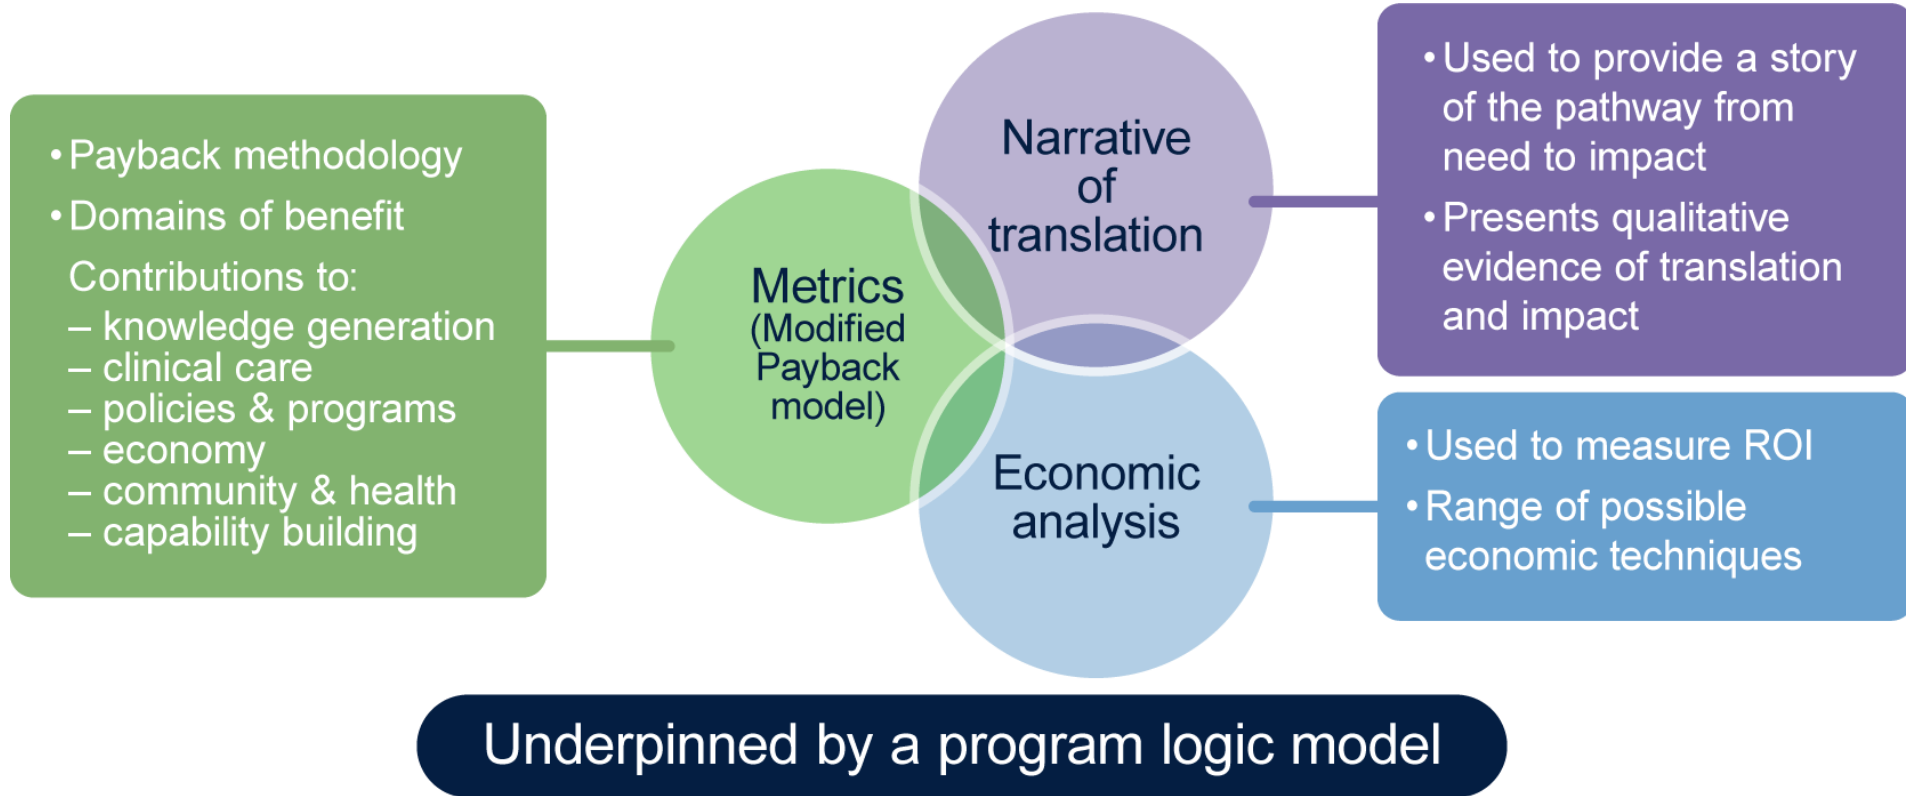 • Payback methodology
• Domains of benefit
Contributions to:
– knowledge generation
– clinical care
– policies & programs
– economy
– community & health
– capability building
Metrics
(Modified
Payback
model)
Narrative
of
translation
• Used to provide a story
of the pathway from
need to impact
• Presents qualitative
evidence of translation
and impact
Economic
analysis
• Used to measure ROI
• Range of possible
economic techniques
Underpinned by a program logic model